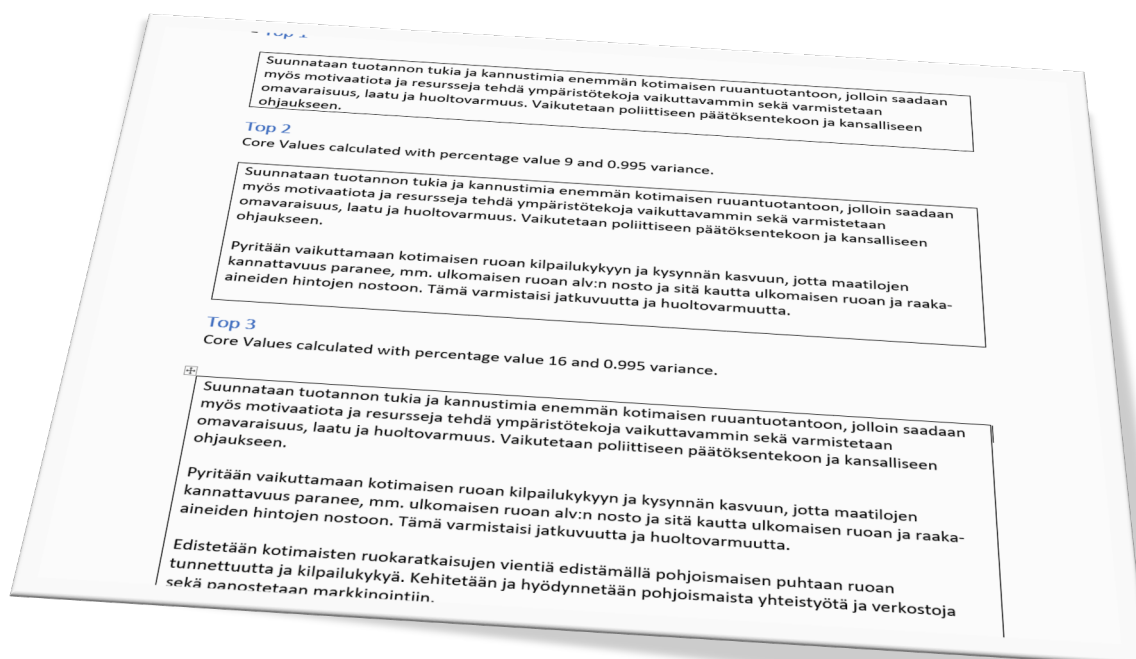 Top 1
Suunnataan tuotannon tukia ja kannustimia enemmän kotimaisen ruuantuotantoon, jolloin saadaan
myös motivaatiota ja resursseja tehdä ympäristötekoja vaikuttavammin sekä varmistetaan
omavaraisuus, laatu ja huoltovarmuus. Vaikutetaan poliittiseen päätöksentekoon ja kansalliseen
ohjaukseen.
Top 2
Core Values calculated with percentage value 9 and 0.995 variance.
Suunnataan tuotannon tukia ja kannustimia enemmän kotimaisen ruuantuotantoon, jolloin saadaan
myös motivaatiota ja resursseja tehdä ympäristötekoja vaikuttavammin sekä varmistetaan
omavaraisuus, laatu ja huoltovarmuus. Vaikutetaan poliittiseen päätöksentekoon ja kansalliseen
ohjaukseen.
Pyritään vaikuttamaan kotimaisen ruoan kilpailukykyyn ja kysynnän kasvuun, jotta maatilojen
kannattavuus paranee, mm. ulkomaisen ruoan alv:n nosto ja sitä kautta ulkomaisen ruoan ja raaka-
aineiden hintojen nostoon. Tämä varmistaisi jatkuvuutta ja huoltovarmuutta.
Top 3
Core Values calculated with percentage value 16 and 0.995 variance.
Suunnataan tuotannon tukia ja kannustimia enemmän kotimaisen ruuantuotantoon, jolloin saadaan
myös motivaatiota ja resursseja tehdä ympäristötekoja vaikuttavammin sekä varmistetaan
omavaraisuus, laatu ja huoltovarmuus. Vaikutetaan poliittiseen päätöksentekoon ja kansalliseen
ohjaukseen.
Pyritään vaikuttamaan kotimaisen ruoan kilpailukykyyn ja kysynnän kasvuun, jotta maatilojen
kannattavuus paranee, mm. ulkomaisen ruoan alv:n nosto ja sitä kautta ulkomaisen ruoan ja raaka-
aineiden hintojen nostoon. Tämä varmistaisi jatkuvuutta ja huoltovarmuutta.
Edistetään kotimaisten ruokaratkaisujen vientiä edistämällä pohjoismaisen puhtaan ruoan
tunnettuutta ja kilpailukykyä. Kehitetään ja hyödynnetään pohjoismaista yhteistyötä ja verkostoja
sekä panostetaan markkinointiin.